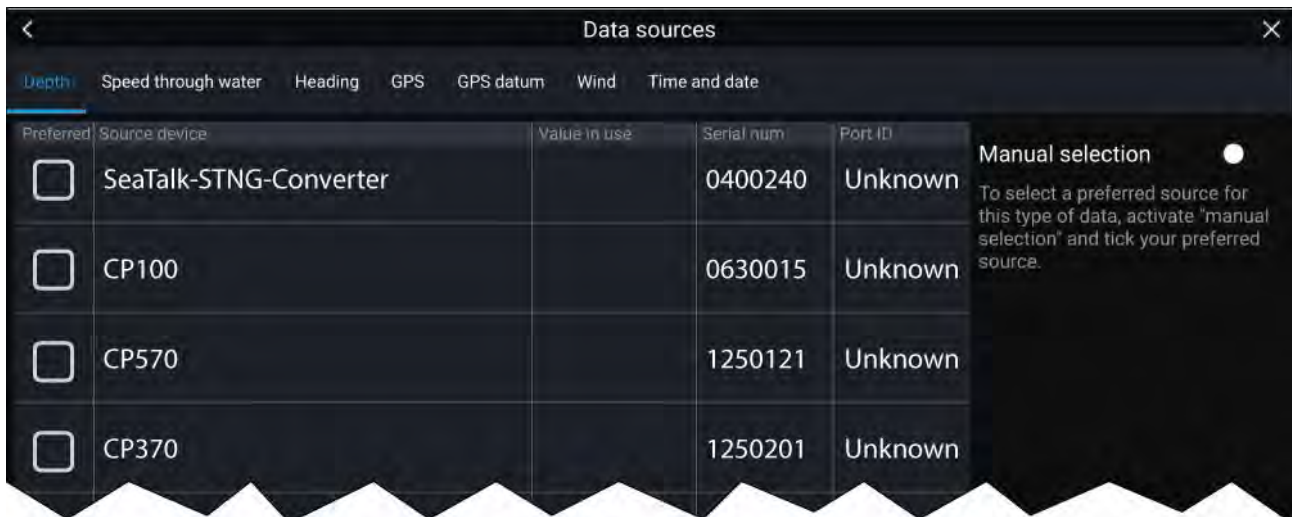 Data sources
Depth Speed through water Heading GPS GPS datum Wind Time and date
Preferred Source device Value in use Serial num Port ID
SeaTalk-STNG-Converter 0400240 Unknown
CP100 0630015 Unknown
CP570 1250121 Unknown
CP370 1250201 Unknown
Manual selection
To select a preferred source for
this type of data, activate "manual
selection" and tick your preferred
source.